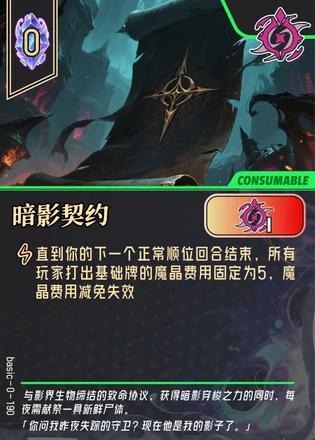 0
CONSUMABLE
暗影契约
直到你的下一个正常顺位回合结束，所有
玩家打出基础牌的魔晶费用固定为5，魔
晶费用减免失效
与影界生物缔结的致命协议，获得暗影穿梭之力的同时，每
夜需献祭一具新鲜尸体。
「你问我昨夜失踪的守卫？现在他是我的影子了。」
basic-0-190